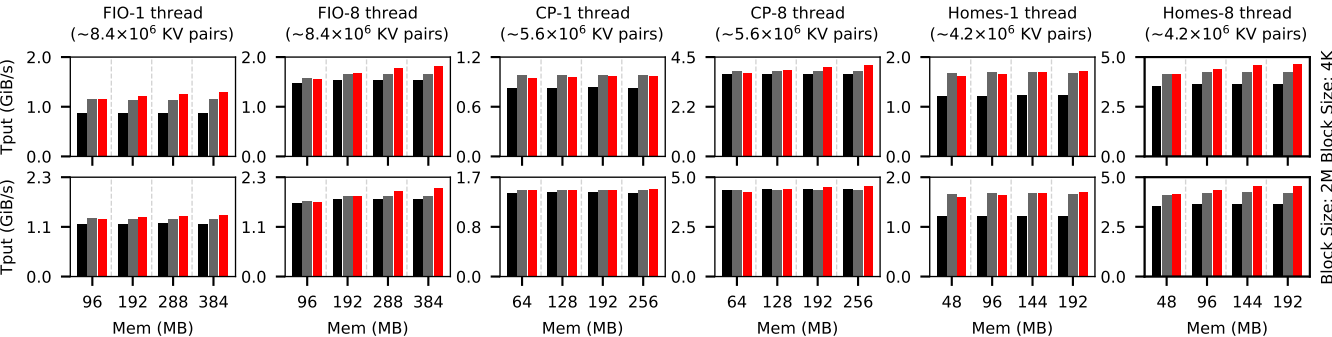 FIO-1 thread
(~8.4×10⁶ KV pairs)
FIO-8 thread
(~8.4×10⁶ KV pairs)
CP-1 thread
(~5.6×10⁶ KV pairs)
CP-8 thread
(~5.6×10⁶ KV pairs)
Homes-1 thread
(~4.2×10⁶ KV pairs)
Homes-8 thread
(~4.2×10⁶ KV pairs)
Tput (GiB/s)
2.0
1.0
0.0
2.0
1.0
0.0
1.2
0.6
0.0
4.5
2.2
0.0
2.0
1.0
0.0
5.0
2.5
0.0
Block Size: 4K
Tput (GiB/s)
2.3
1.1
0.0
2.3
1.1
0.0
1.7
0.8
0.0
5.0
2.5
0.0
2.0
1.0
0.0
5.0
2.5
0.0
Block Size: 2M
96 192 288 384
96 192 288 384
64 128 192 256
64 128 192 256
48 96 144 192
48 96 144 192
Mem (MB)
Mem (MB)
Mem (MB)
Mem (MB)
Mem (MB)
Mem (MB)